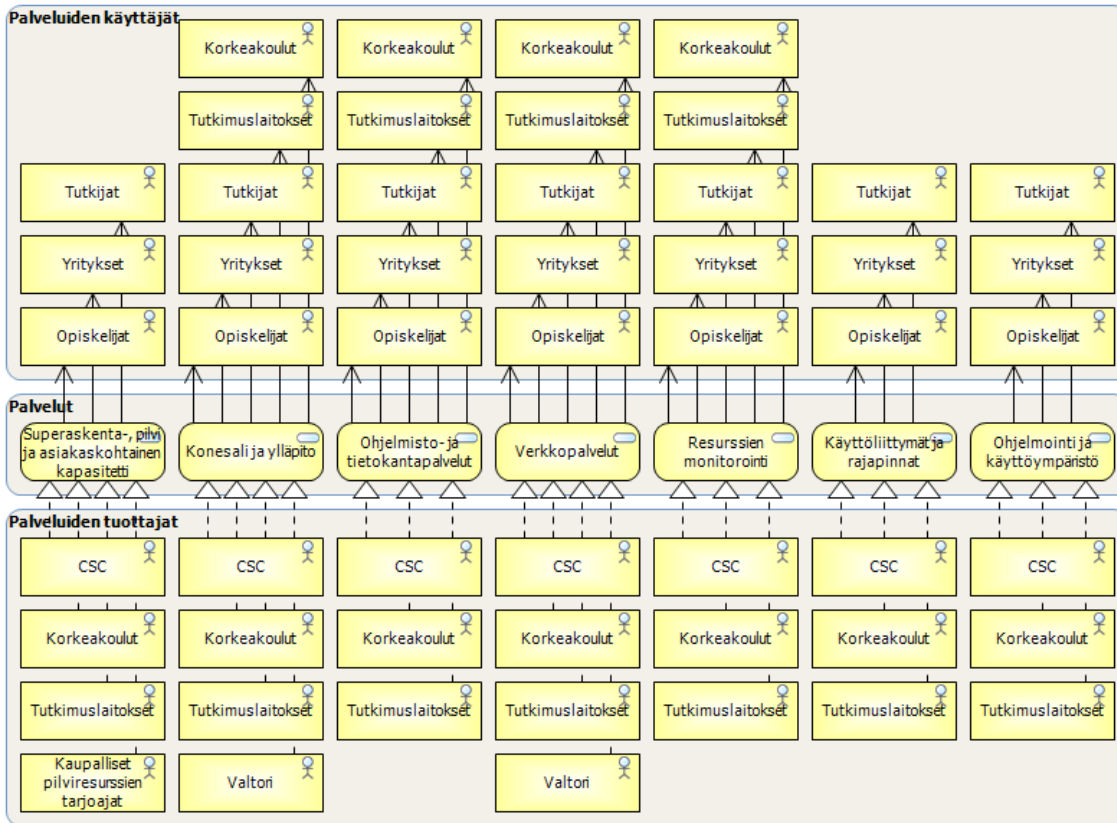 Palveluiden käyttäjät
Korkeakoulut
Korkeakoulut
Korkeakoulut
Korkeakoulut
Tutkimuslaitokset
Tutkimuslaitokset
Tutkimuslaitokset
Tutkimuslaitokset
Tutkijat
Tutkijat
Tutkijat
Tutkijat
Tutkijat
Tutkijat
Tutkijat
Yritykset
Yritykset
Yritykset
Yritykset
Yritykset
Yritykset
Yritykset
Opiskelijat
Opiskelijat
Opiskelijat
Opiskelijat
Opiskelijat
Opiskelijat
Opiskelijat
Palvelut
Superaskenta-, pilvi
ja asiakaskohtainen
kapasitetti
Konesali ja ylläpito
Ohjelmisto- ja
tietokantapalvelut
Verkkopalvelut
Resurssien
monitorointi
Käyttöliittymät ja
rajapinnat
Ohjelmointi ja
käyttöympäristö
Palveluiden tuottajat
CSC
CSC
CSC
CSC
CSC
CSC
CSC
Korkeakoulut
Korkeakoulut
Korkeakoulut
Korkeakoulut
Korkeakoulut
Korkeakoulut
Korkeakoulut
Tutkimuslaitokset
Tutkimuslaitokset
Tutkimuslaitokset
Tutkimuslaitokset
Tutkimuslaitokset
Tutkimuslaitokset
Tutkimuslaitokset
Kaupalliset
pilviresurssien
tarjoajat
Valtori
Valtori